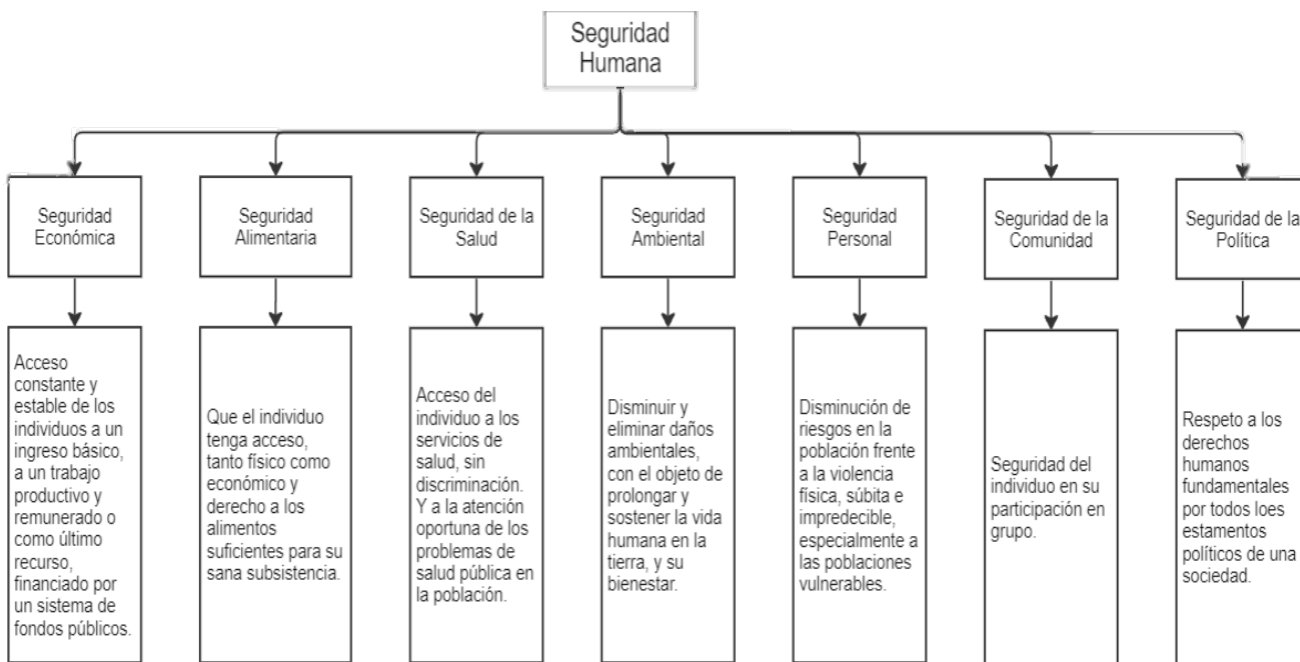 Seguridad
Humana
Seguridad
Económica
Seguridad
Alimentaria
Seguridad de la
Salud
Seguridad
Ambiental
Seguridad
Personal
Seguridad de la
Comunidad
Seguridad de la
Política
Acceso
constante y
estable de los
individuos a un
ingreso básico,
a un trabajo
productivo y
remunerado o
como último
recurso,
financiado por
un sistema de
fondos públicos.
Que el individuo
tenga acceso,
tanto físico como
económico y
derecho a los
alimentos
suficientes para su
sana subsistencia.
Acceso del
individuo a los
servicios de
salud, sin
discriminación.
Y a la atención
oportuna de los
problemas de
salud pública en
la población.
Disminuir y
eliminar daños
ambientales,
con el objeto de
prolongar y
sostener la vida
humana en la
tierra, y su
bienestar.
Disminución de
riesgos en la
población frente
a la violencia
física, súbita e
impredecible,
especialmente a
las poblaciones
vulnerables.
Seguridad del
individuo en su
participación en
grupo.
Respeto a los
derechos
humanos
fundamentales
por todos loes
estamentos
políticos de una
sociedad.